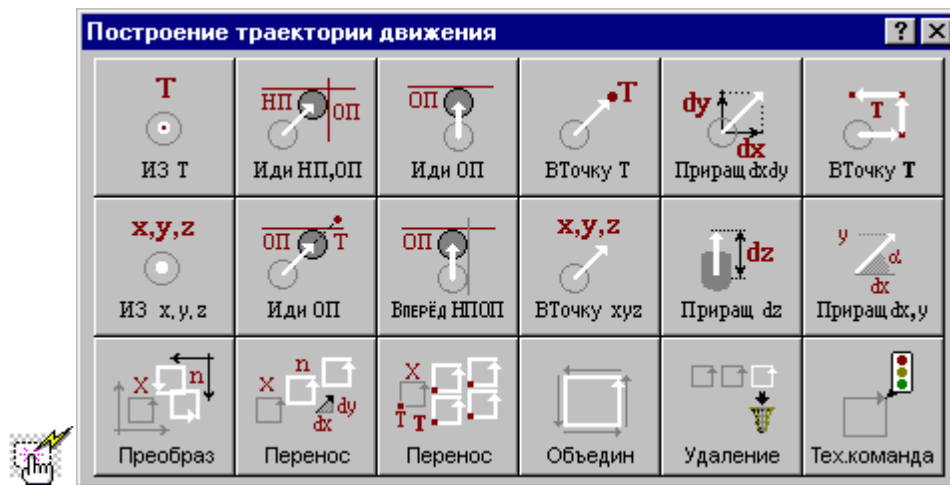 Построение траектории движения
? ×
T
ИЗ Т
НП ОП
Иди НП,ОП
ОП
Иди ОП
T
ВТочку Т
dy
dx
Приращ dxdy
T
ВТочку Т
x,y,z
ИЗ x,y,z
ОП T
Иди ОП
ОП
Вперёд НПОП
x,y,z
ВТочку xyz
dz
Приращ dz
y
α
dx
Приращ dx,y
X n
Преобраз
n
X
dy
dx
Перенос
X
T T
Перенос
Объедин
Удаление
Тех.команда